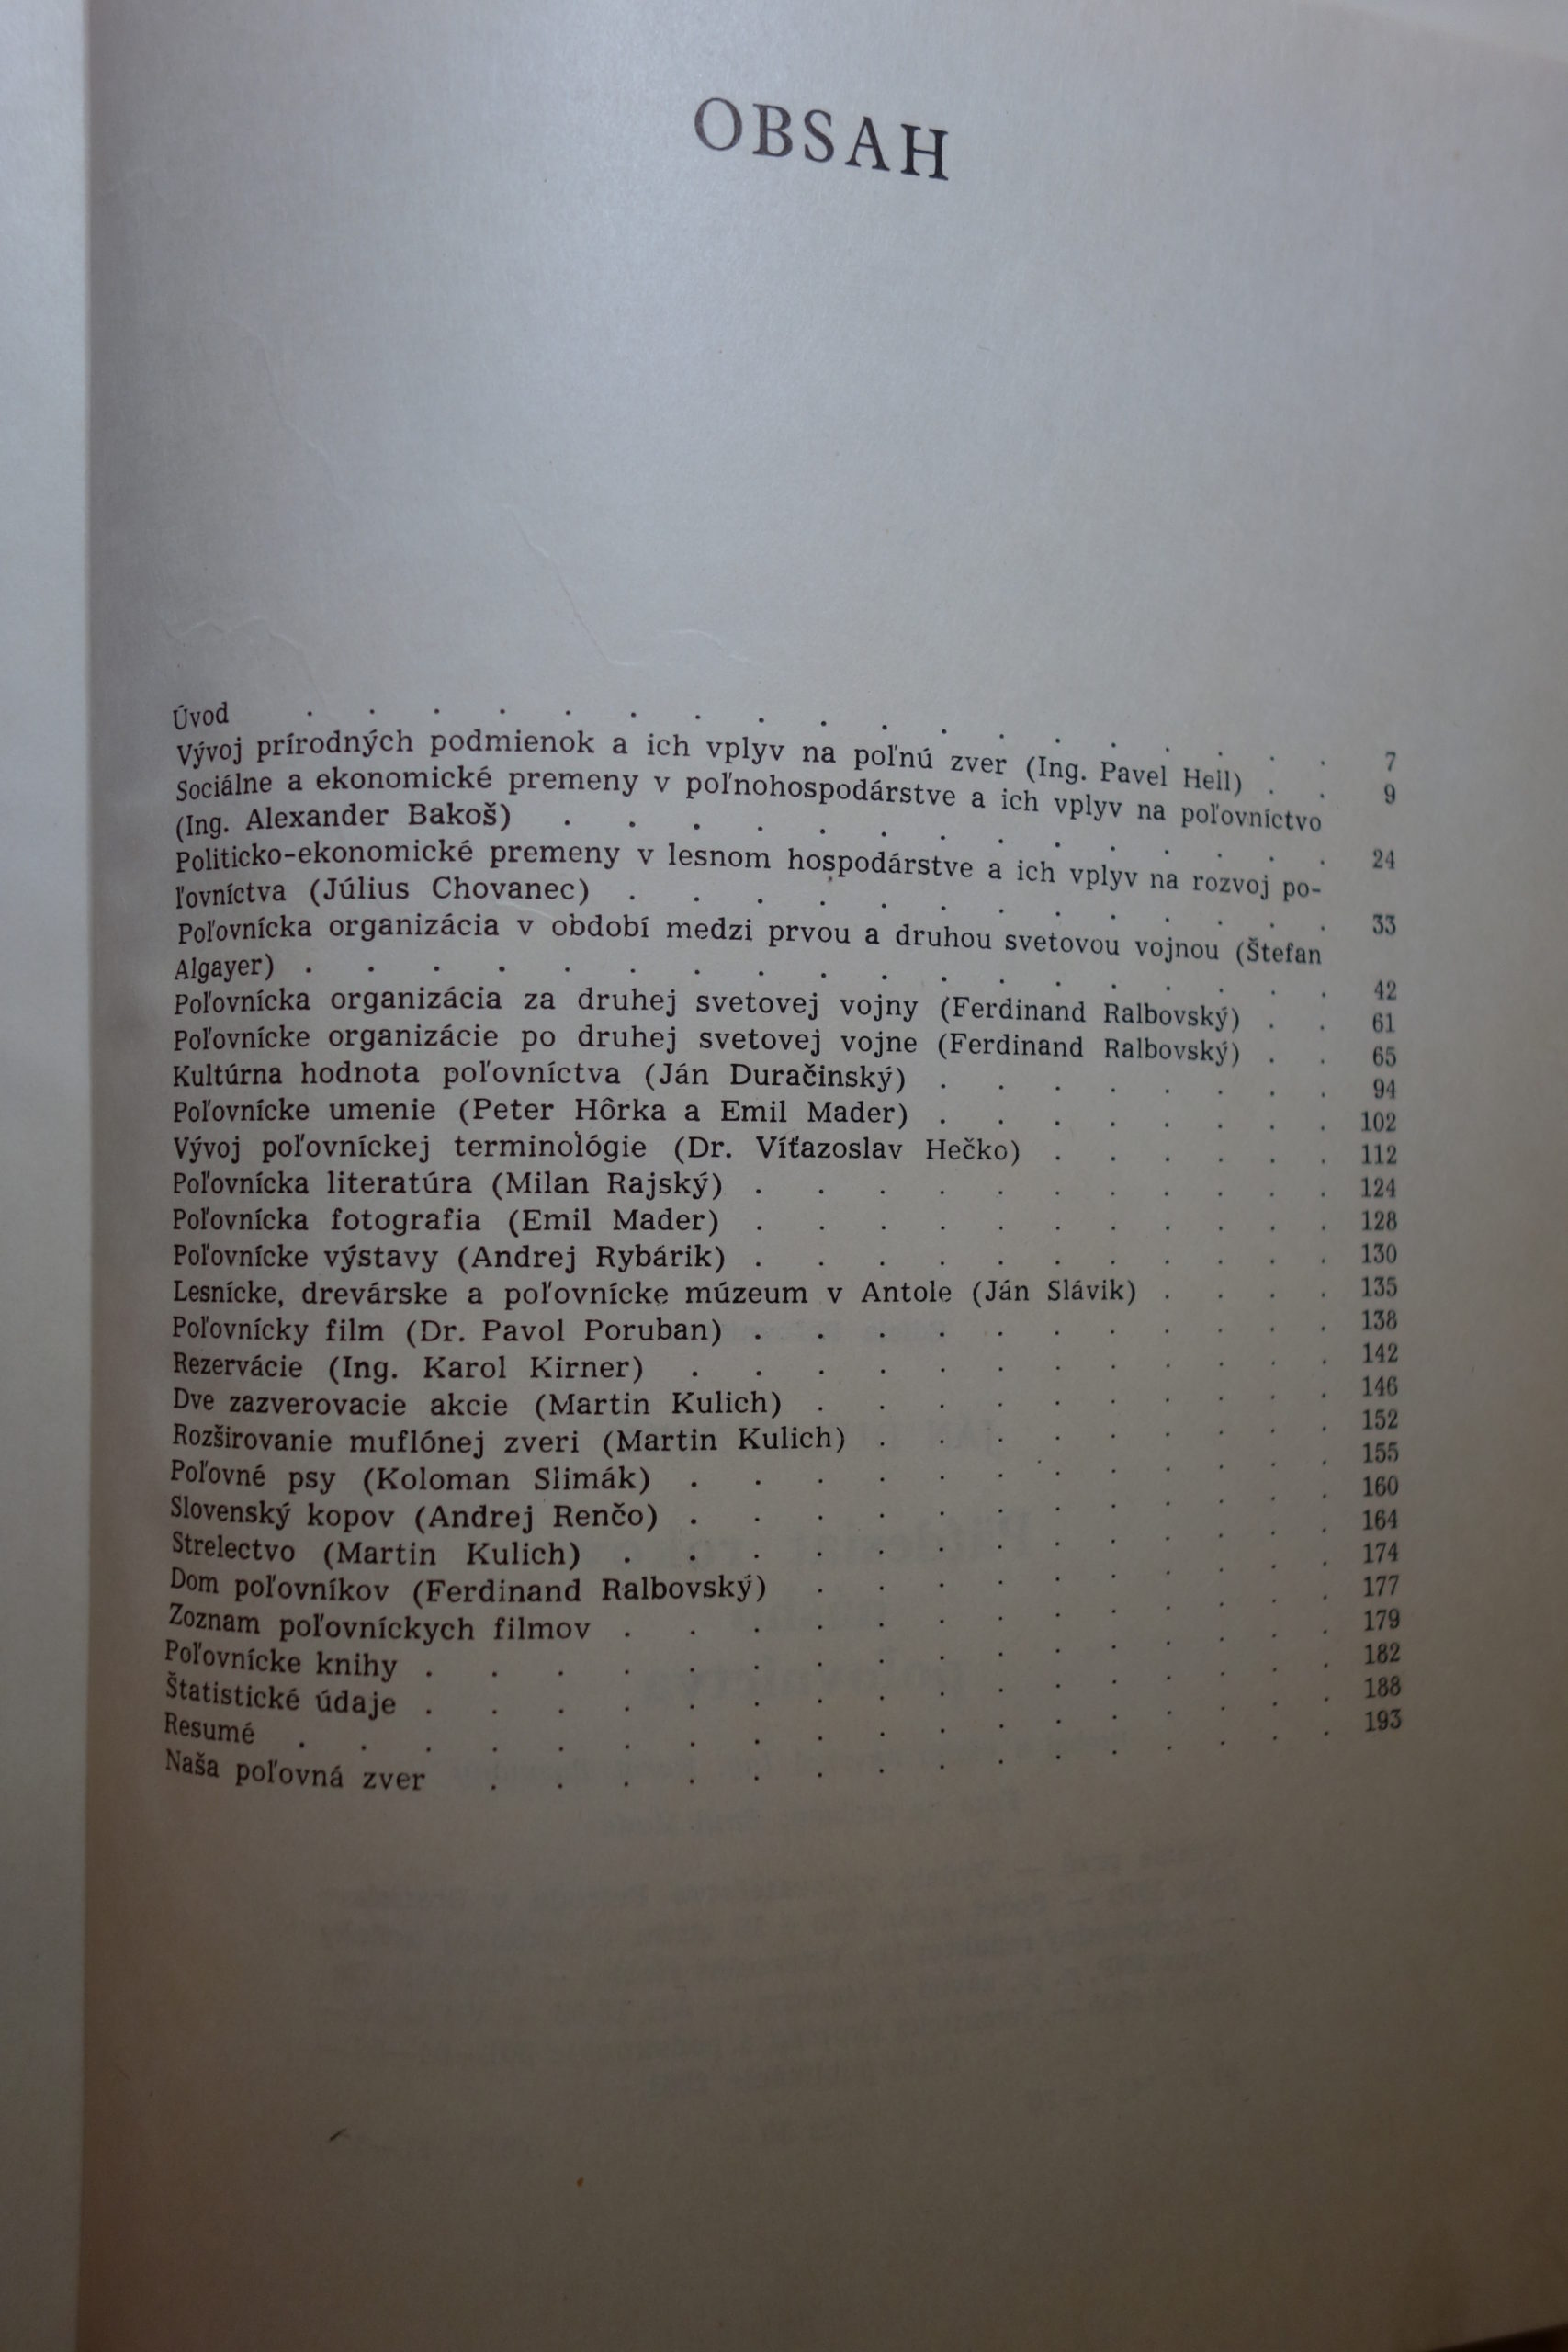 OBSAH
Úvod . . . . . . . . . . . . . . . . . 7
Vývoj prírodných podmienok a ich vplyv na poľnú zver (Ing. Pavel Hell) . . 9
Sociálne a ekonomické premeny v poľnohospodárstve a ich vplyv na poľovníctvo
(Ing. Alexander Bakoš) . . . . . . . . . . . . . 24
Politicko-ekonomické premeny v lesnom hospodárstve a ich vplyv na rozvoj po-
ľovníctva (Július Chovanec) . . . . . . . . . . . . 33
Poľovnícka organizácia v období medzi prvou a druhou svetovou vojnou (Štefan
Algayer) . . . . . . . . . . . . . . . . . 42
Poľovnícka organizácia za druhej svetovej vojny (Ferdinand Ralbovský) . . 61
Poľovnícke organizácie po druhej svetovej vojne (Ferdinand Ralbovský) . . 65
Kultúrna hodnota poľovníctva (Ján Duračinský) . . . . . . . 94
Poľovnícke umenie (Peter Hôrka a Emil Mader) . . . . . . . 102
Vývoj poľovníckej terminológie (Dr. Víťazoslav Hečko) . . . . . . 112
Poľovnícka literatúra (Milan Rajský) . . . . . . . . . . 124
Poľovnícka fotografia (Emil Mader) . . . . . . . . . . 128
Poľovnícke výstavy (Andrej Rybárik) . . . . . . . . . . 130
Lesnícke, drevárske a poľovnícke múzeum v Antole (Ján Slávik) . . . . 135
Poľovnícky film (Dr. Pavol Poruban) . . . . . . . . . . 138
Rezervácie (Ing. Karol Kirner) . . . . . . . . . . . 142
Dve zazverovacie akcie (Martin Kulich) . . . . . . . . . 146
Rozširovanie muflónej zveri (Martin Kulich) . . . . . . . . 152
Poľovné psy (Koloman Slimák) . . . . . . . . . . . 155
Slovenský kopov (Andrej Renčo) . . . . . . . . . . . 160
Strelectvo (Martin Kulich) . . . . . . . . . . . . 164
Dom poľovníkov (Ferdinand Ralbovský) . . . . . . . . . 174
Zoznam poľovníckych filmov . . . . . . . . . . . . 177
Poľovnícke knihy . . . . . . . . . . . . . . . 179
Štatistické údaje . . . . . . . . . . . . . . . 182
Resumé . . . . . . . . . . . . . . . . . 188
Naša poľovná zver . . . . . . . . . . . . . . 193